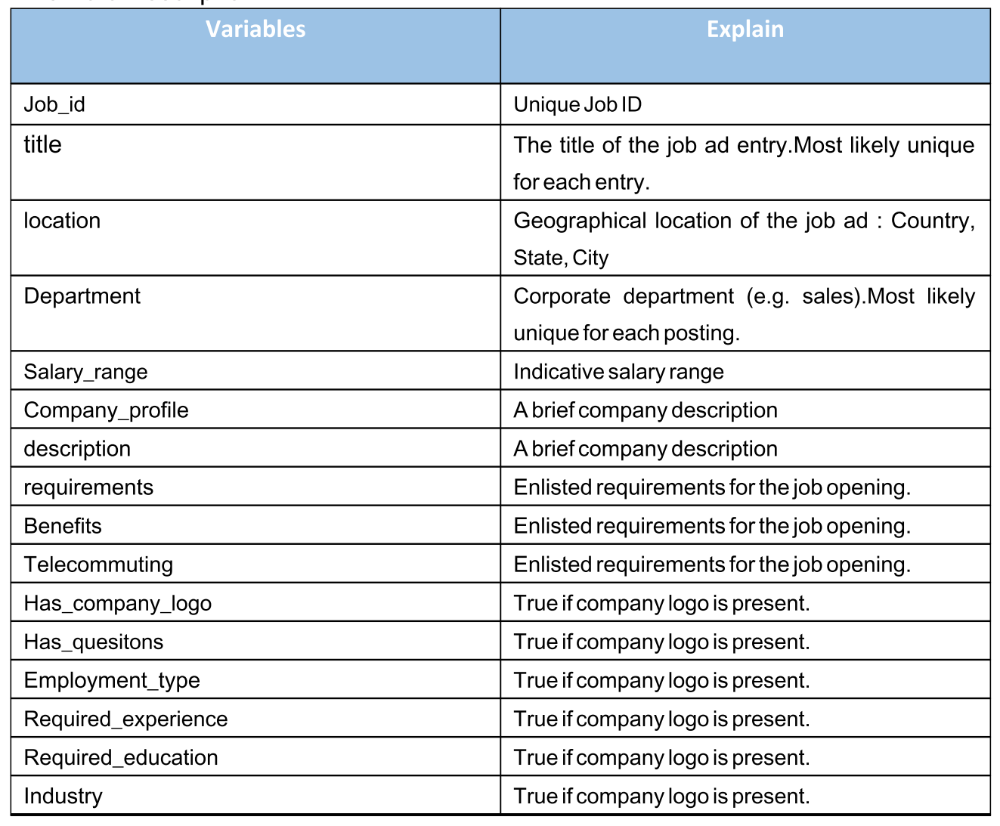 Variables Explain
Job_id Unique Job ID
title The title of the job ad entry.Most likely unique
for each entry.
location Geographical location of the job ad : Country,
State, City
Department Corporate department (e.g. sales).Most likely
unique for each posting.
Salary_range Indicative salary range
Company_profile A brief company description
description A brief company description
requirements Enlisted requirements for the job opening.
Benefits Enlisted requirements for the job opening.
Telecommuting Enlisted requirements for the job opening.
Has_company_logo True if company logo is present.
Has_quesitons True if company logo is present.
Employment_type True if company logo is present.
Required_experience True if company logo is present.
Required_education True if company logo is present.
Industry True if company logo is present.